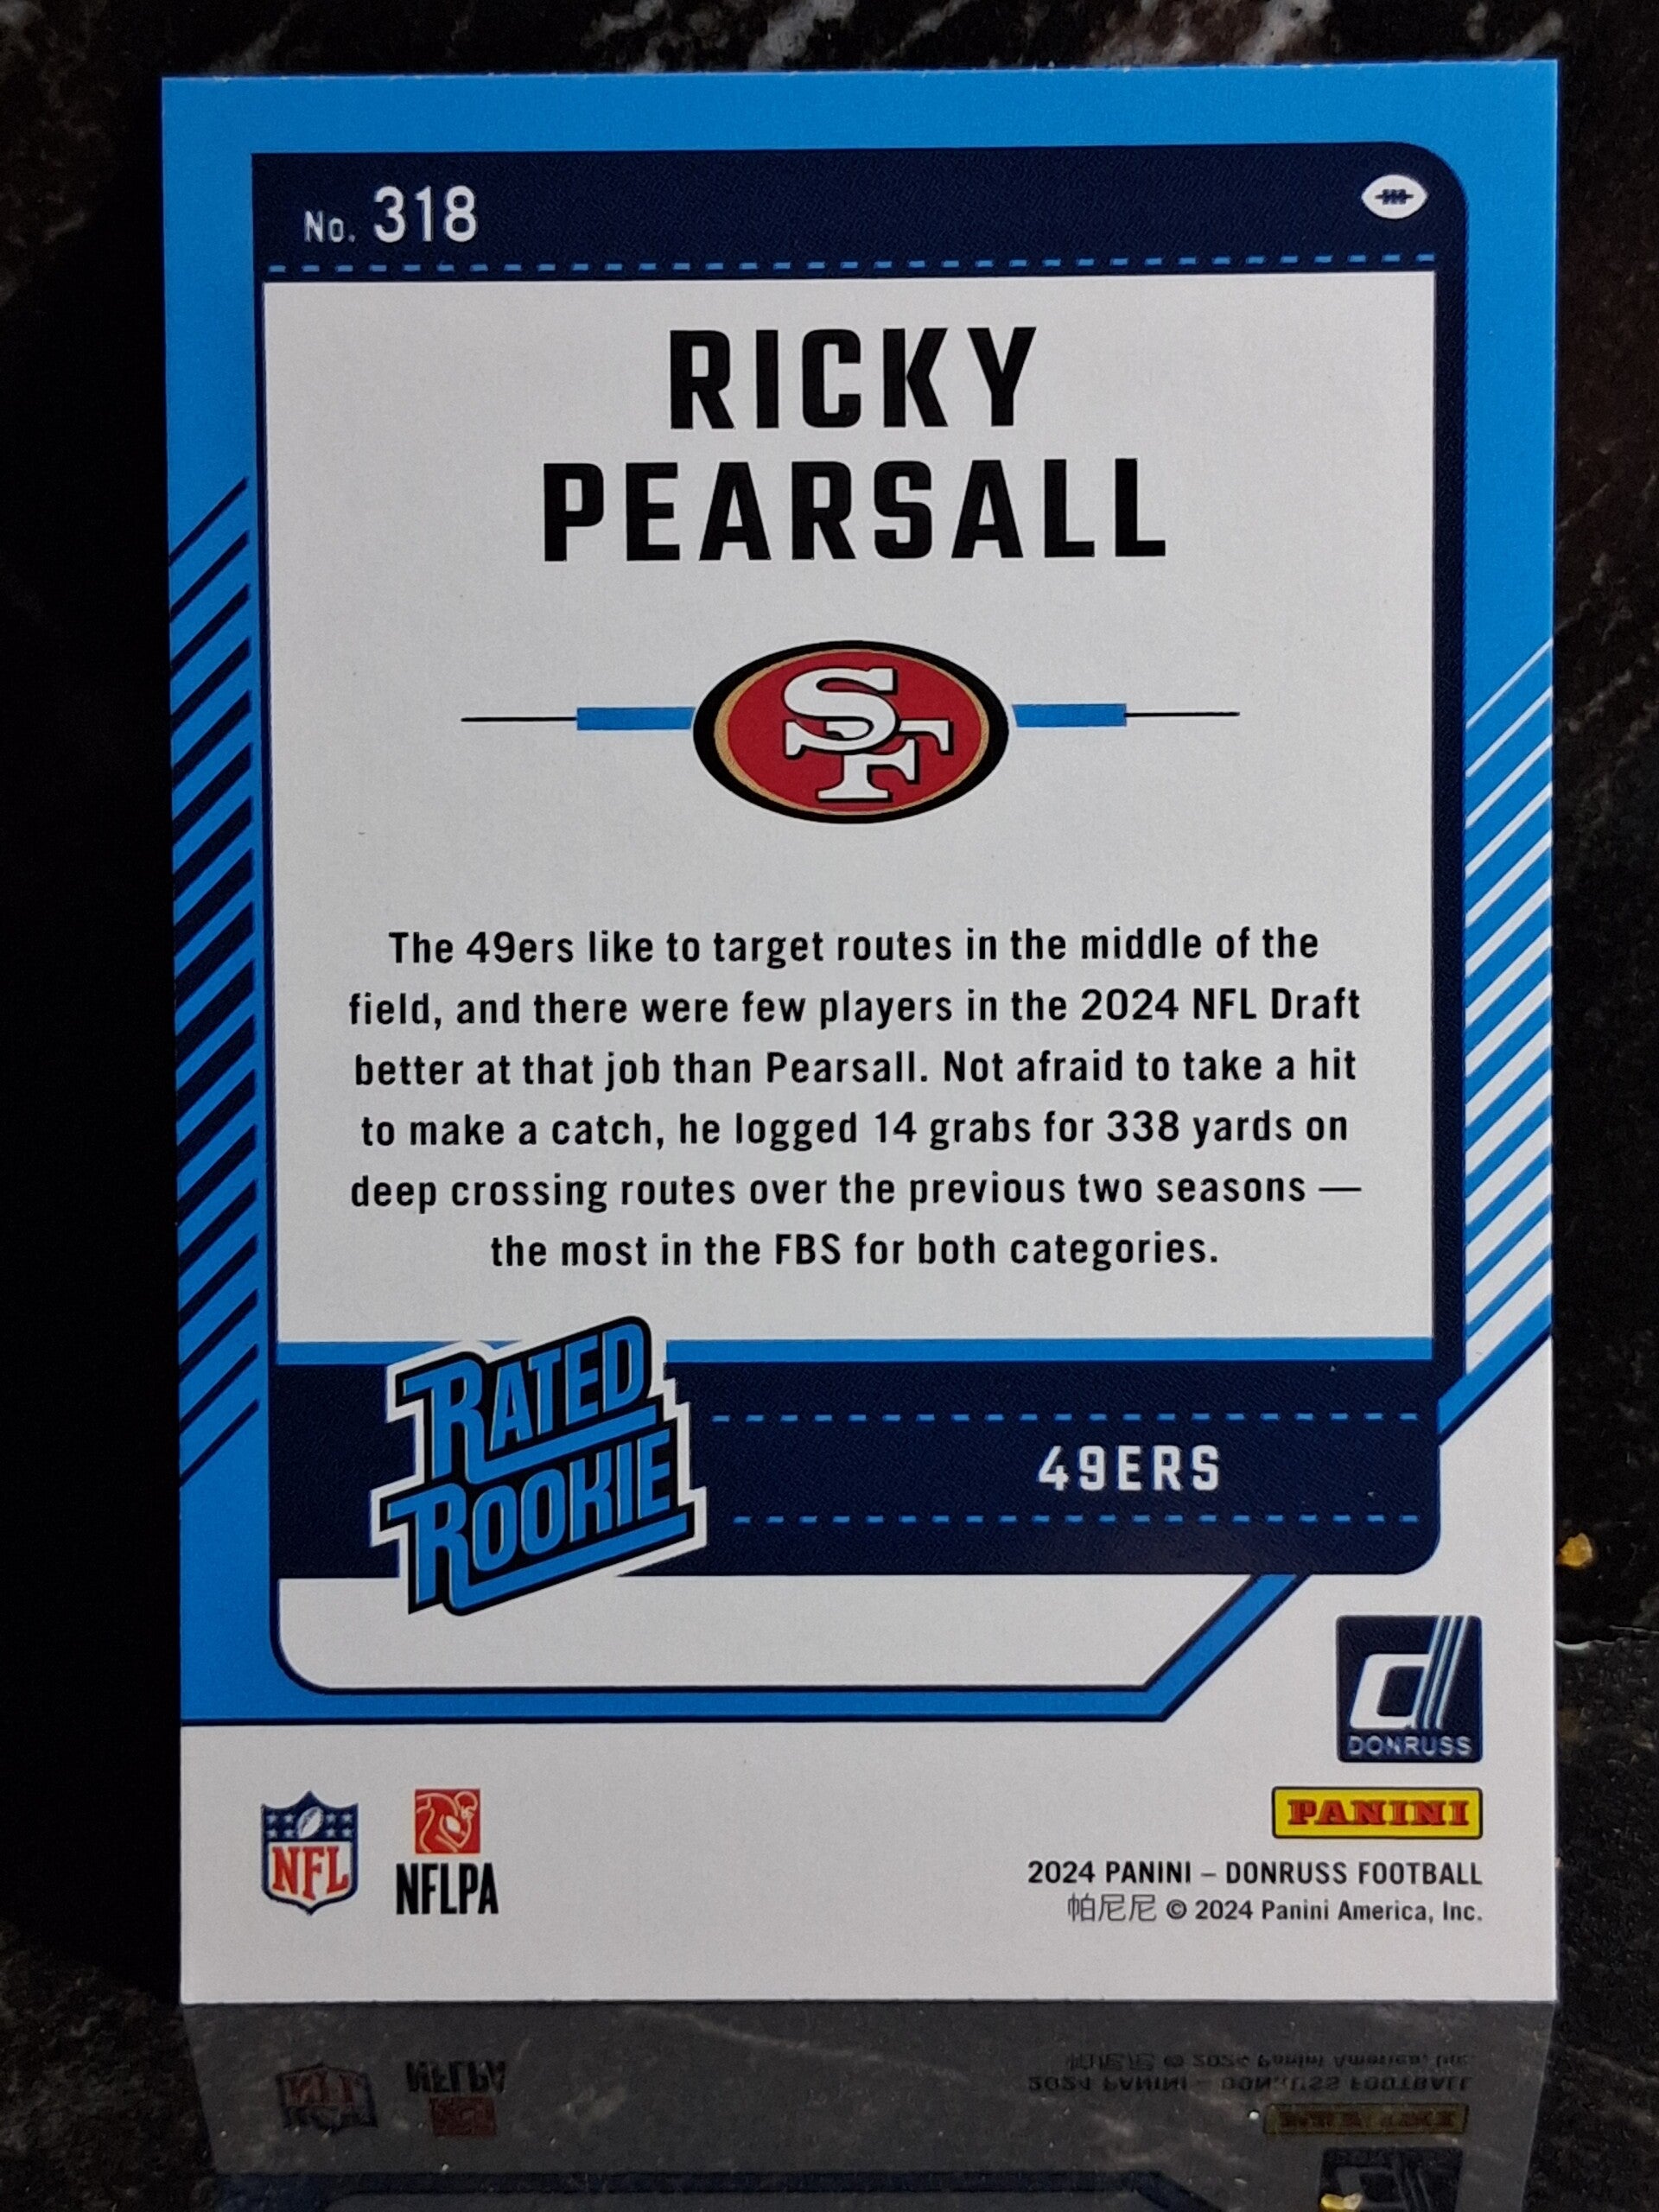 No. 318
RICKY
PEARSALL
SF
The 49ers like to target routes in the middle of the
field, and there were few players in the 2024 NFL Draft
better at that job than Pearsall. Not afraid to take a hit
to make a catch, he logged 14 grabs for 338 yards on
deep crossing routes over the previous two seasons —
the most in the FBS for both categories.
RATED
ROOKIE
49ERS
d
DONRUSS
NFL
NFLPA
PANINI
2024 PANINI – DONRUSS FOOTBALL
帕尼尼 © 2024 Panini America, Inc.